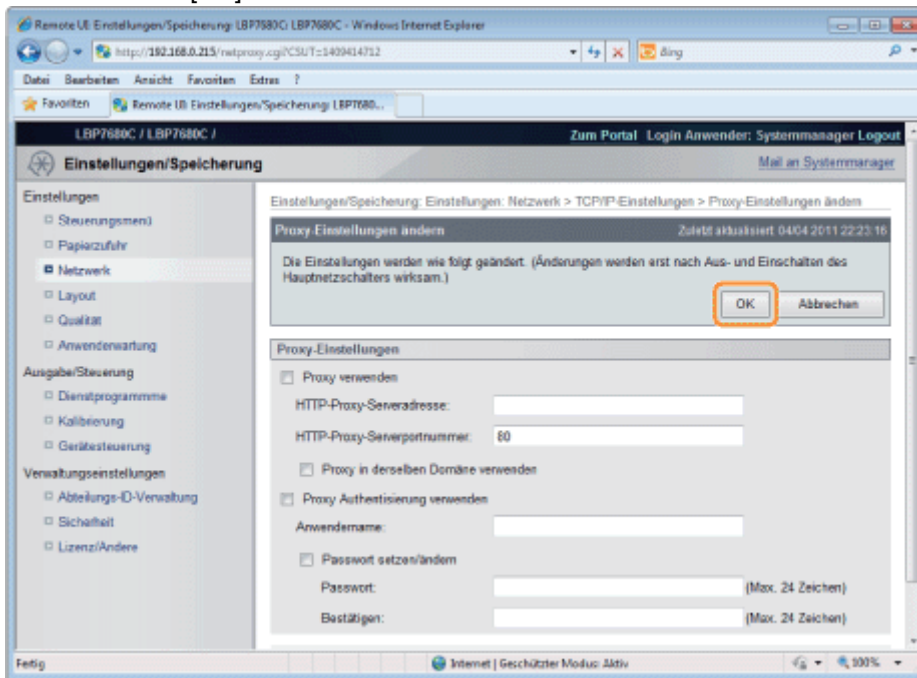 Remote UI: Einstellungen/Speicherung: LBP7680C: LBP7680C - Windows Internet Explorer
http://192.168.0.215/netproxy.cgi?CSUT=1409414712
Bing
Datei Bearbeiten Ansicht Favoriten Extras ?
Favoriten Remote UI: Einstellungen/Speicherung: LBP7680...
LBP7680C / LBP7680C /
Zum Portal Login Anwender: Systemmanager Logout
Einstellungen/Speicherung
Mail an Systemmanager
Einstellungen
Steuerungsmenü
Papierzufuhr
Netzwerk
Layout
Qualität
Anwenderwartung
Ausgabe/Steuerung
Dienstprogrammme
Kalibrierung
Gerätesteuerung
Verwaltungseinstellungen
Abteilungs-ID-Verwaltung
Sicherheit
Lizenz/Andere
Einstellungen/Speicherung: Einstellungen: Netzwerk > TCP/IP-Einstellungen > Proxy-Einstellungen ändern
Proxy-Einstellungen ändern
Zuletzt aktualisiert 04/04 2011 22:23:16
Die Einstellungen werden wie folgt geändert. (Änderungen werden erst nach Aus- und Einschalten des
Hauptnetzschalters wirksam.)
OK Abbrechen
Proxy-Einstellungen
Proxy verwenden
HTTP-Proxy-Serveradresse:
HTTP-Proxy-Serverportnummer: 80
Proxy in derselben Domäne verwenden
Proxy Authentisierung verwenden
Anwendername:
Passwort setzen/ändern
Passwort: (Max. 24 Zeichen)
Bestätigen: (Max. 24 Zeichen)
Fertig
Internet | Geschützter Modus: Aktiv
100%